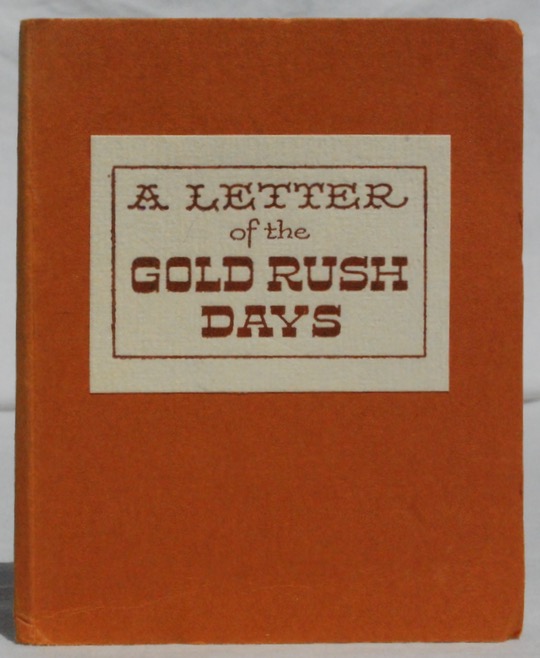 A LETTER
of the
GOLD RUSH
DAYS